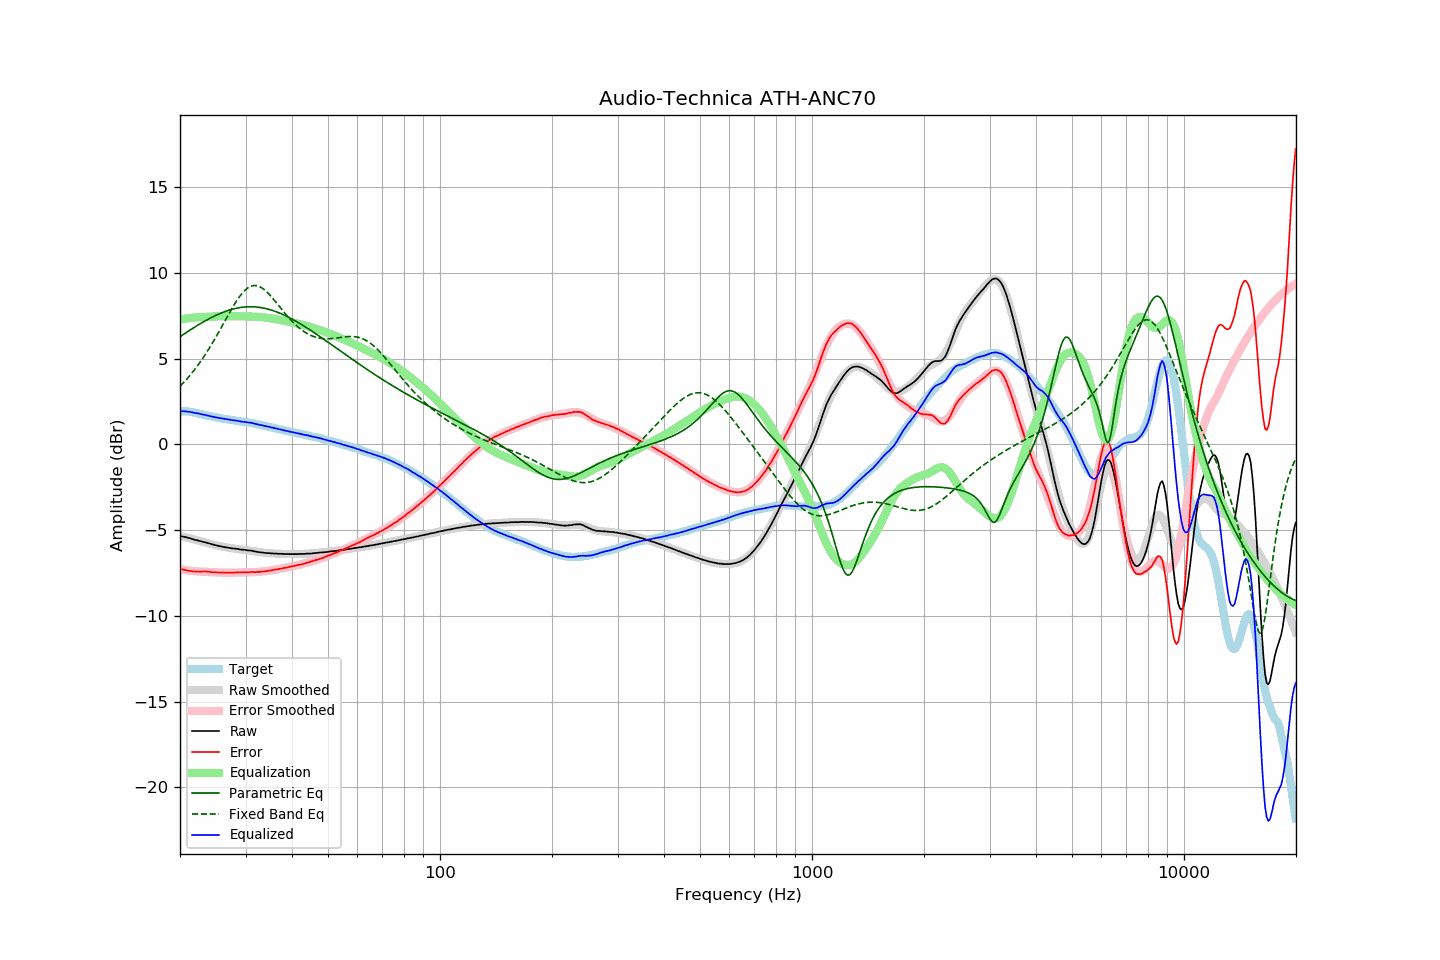 Audio-Technica ATH-ANC70
Amplitude (dBr)
15
10
5
0
−5
−10
−15
−20
Target
Raw Smoothed
Error Smoothed
Raw
Error
Equalization
Parametric Eq
Fixed Band Eq
Equalized
100
1000
10000
Frequency (Hz)